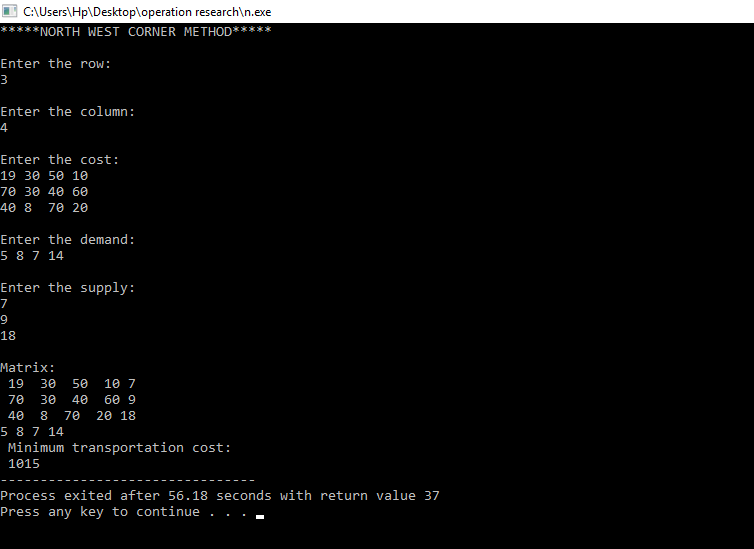 C:\Users\Hp\Desktop\operation research\n.exe
*****NORTH WEST CORNER METHOD*****
Enter the row:
3
Enter the column:
4
Enter the cost:
19 30 50 10
70 30 40 60
40 8  70 20
Enter the demand:
5 8 7 14
Enter the supply:
7
9
18
Matrix:
 19  30  50  10 7
 70  30  40  60 9
 40  8  70  20 18
5 8 7 14
 Minimum transportation cost:
 1015
--------------------------------
Process exited after 56.18 seconds with return value 37
Press any key to continue . . .